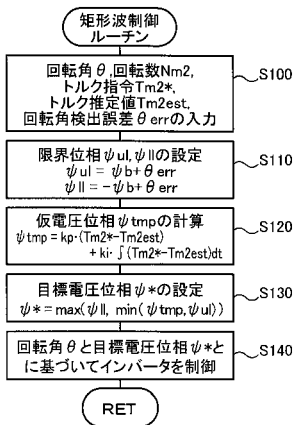 矩形波制御
ルーチン
回転角θ,回転数Nm2,
トルク指令Tm2*,
トルク推定値Tm2est,
回転角検出誤差θerrの入力
S100
限界位相ψul,ψllの設定
ψul = ψb+θerr
ψll = -ψb+θerr
S110
仮電圧位相ψtmpの計算
ψtmp = kp·(Tm2*-Tm2est)
+ ki·∫(Tm2*-Tm2est)dt
S120
目標電圧位相ψ*の設定
ψ* = max(ψll, min(ψtmp,ψul))
S130
回転角θと目標電圧位相ψ*と
に基づいてインバータを制御
S140
RET